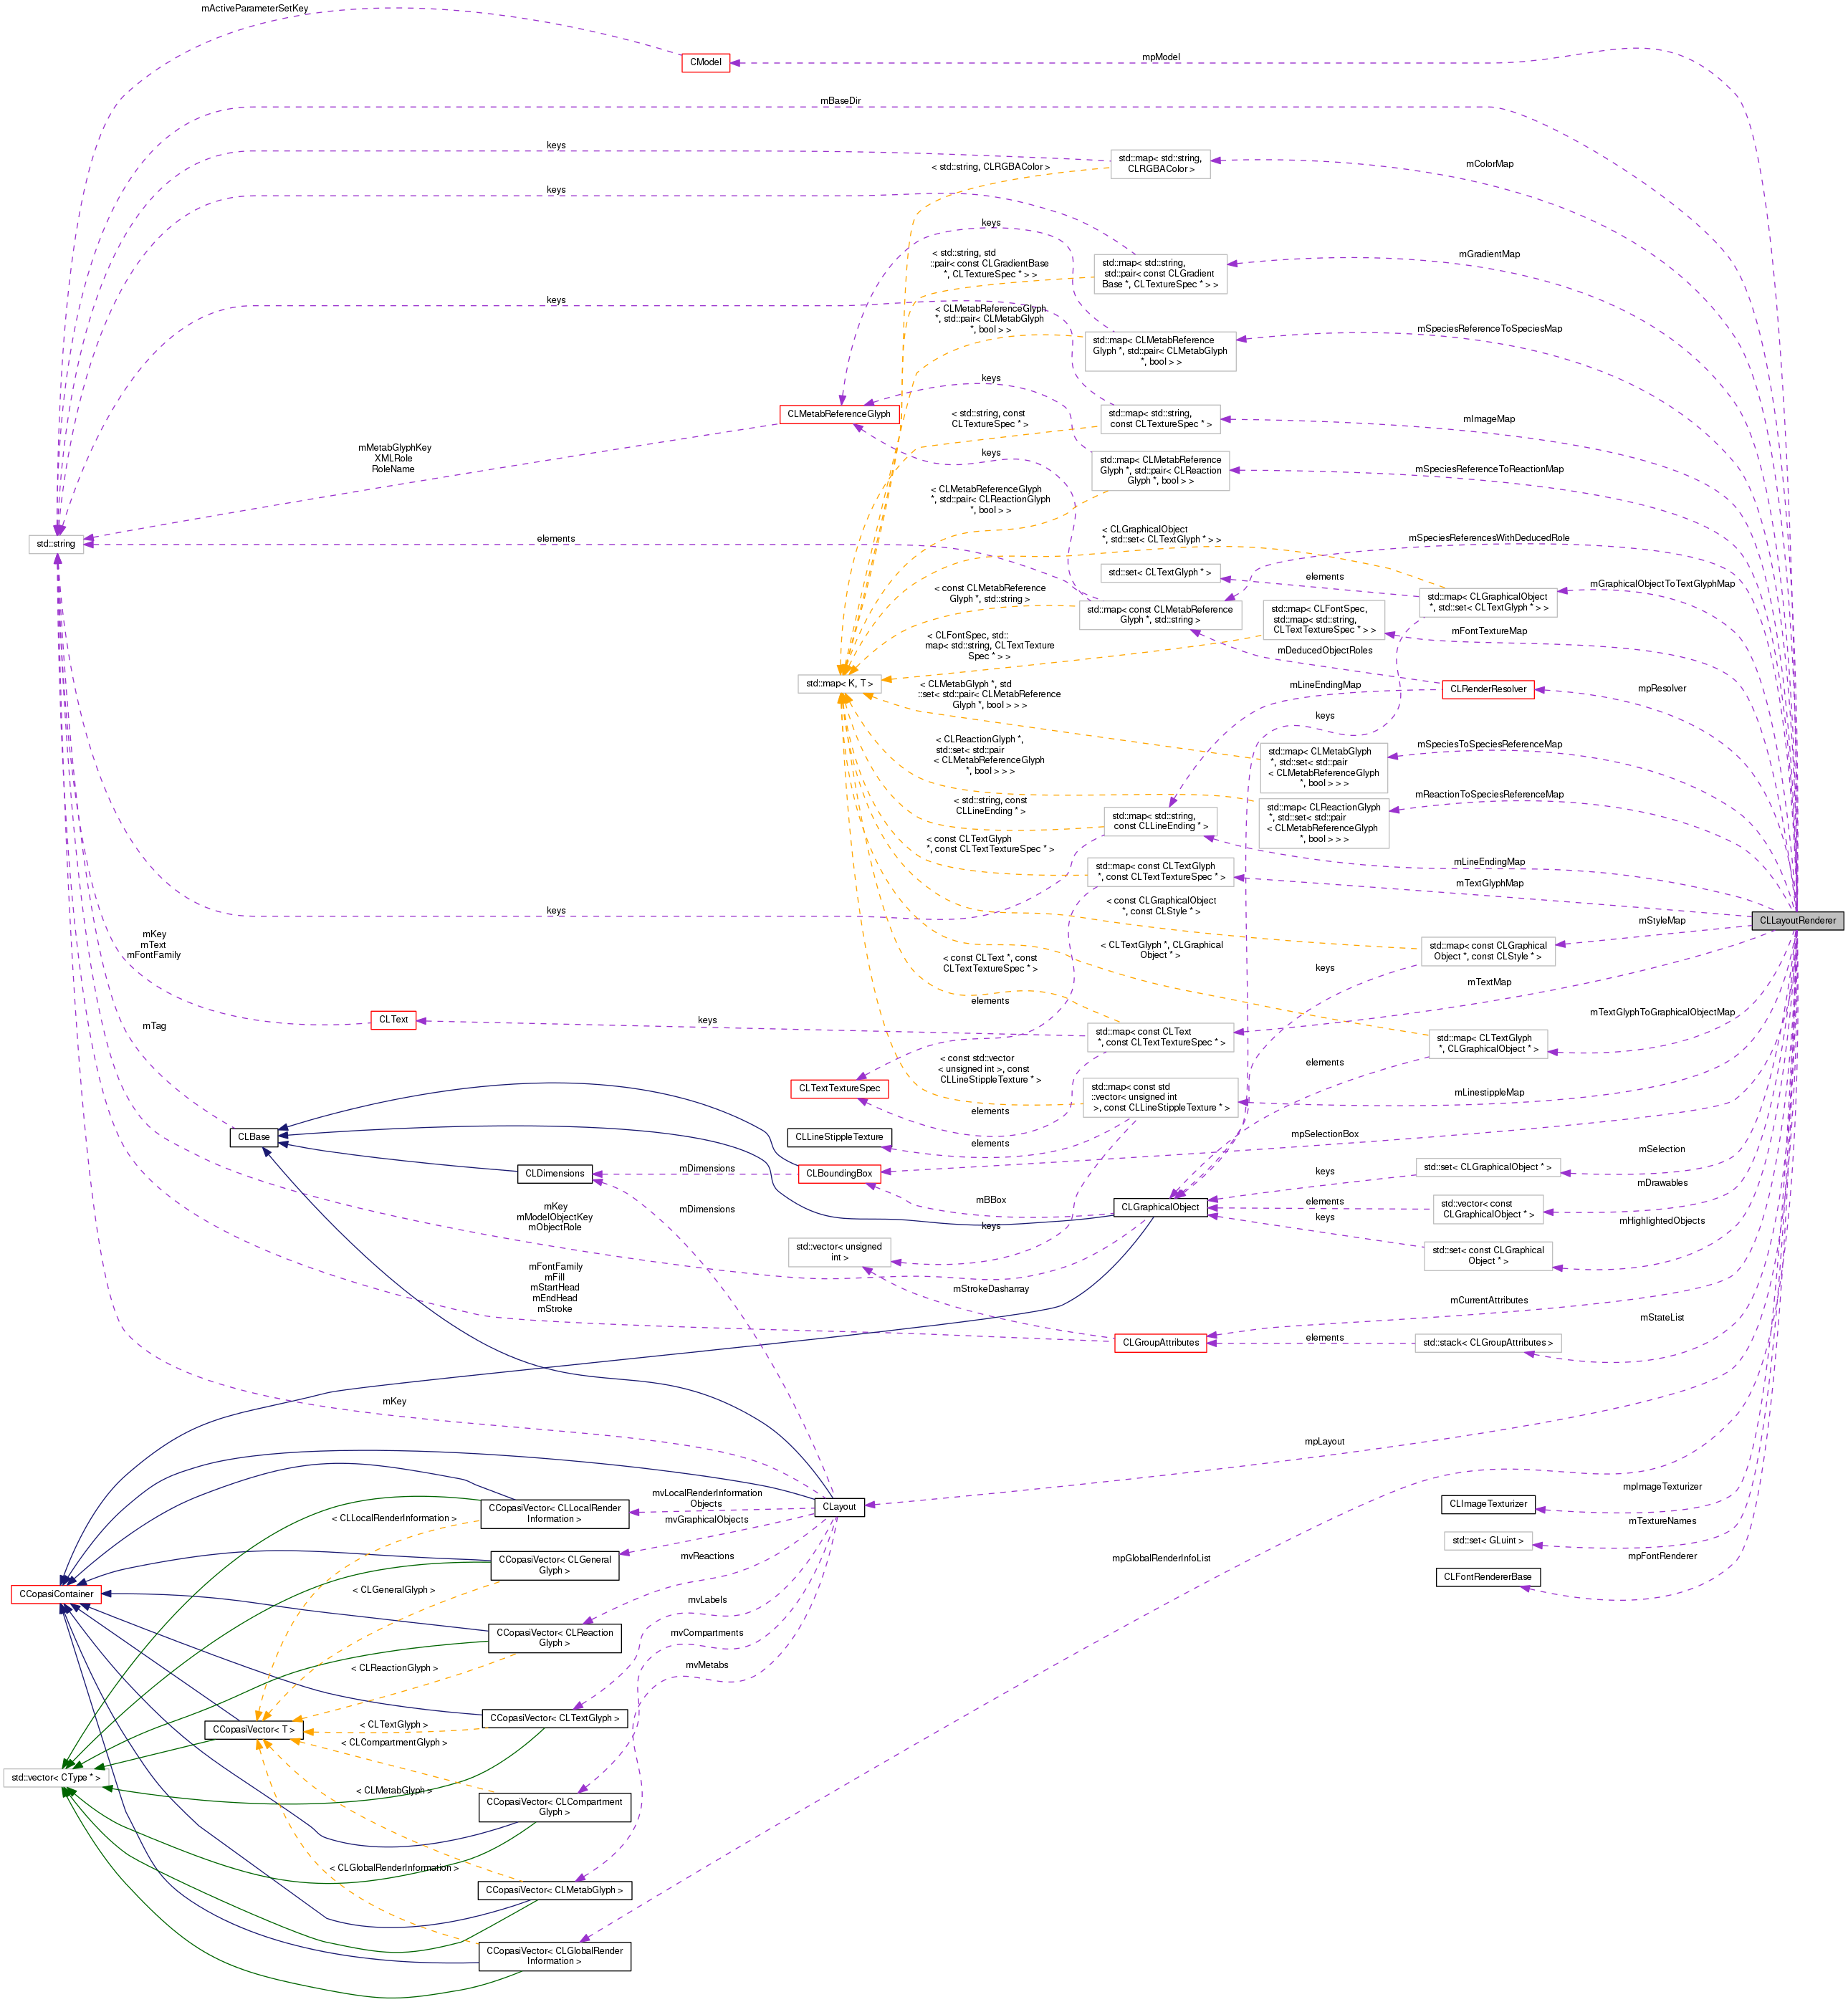 mActiveParameterSetKey
CModel
mpModel
mBaseDir
keys
< std::string, CLRGBAColor >
std::map< std::string,
CLRGBAColor >
mColorMap
keys
keys
< std::string, std
::pair< const CLGradientBase
*, CLTextureSpec * > >
std::map< std::string,
std::pair< const CLGradient
Base *, CLTextureSpec * > >
mGradientMap
keys
< CLMetabReferenceGlyph
*, std::pair< CLMetabGlyph
*, bool > >
std::map< CLMetabReference
Glyph *, std::pair< CLMetabGlyph
*, bool > >
mSpeciesReferenceToSpeciesMap
keys
CLMetabReferenceGlyph
< std::string, const
CLTextureSpec * >
std::map< std::string,
const CLTextureSpec * >
mImageMap
mMetabGlyphKey
XMLRole
RoleName
keys
std::map< CLMetabReference
Glyph *, std::pair< CLReaction
Glyph *, bool > >
mSpeciesReferenceToReactionMap
< CLMetabReferenceGlyph
*, std::pair< CLReactionGlyph
*, bool > >
std::string
elements
< CLGraphicalObject
*, std::set< CLTextGlyph * > >
mSpeciesReferencesWithDeducedRole
std::set< CLTextGlyph * >
elements
mGraphicalObjectToTextGlyphMap
< const CLMetabReference
Glyph *, std::string >
std::map< const CLMetabReference
Glyph *, std::string >
std::map< CLFontSpec,
std::map< std::string,
CLTextTextureSpec * > >
std::map< CLGraphicalObject
*, std::set< CLTextGlyph * > >
mFontTextureMap
< CLFontSpec, std::
map< std::string, CLTextTexture
Spec * > >
mDeducedObjectRoles
std::map< K, T >
< CLMetabGlyph *, std
::set< std::pair< CLMetabReference
Glyph *, bool > > >
mLineEndingMap
CLRenderResolver
mpResolver
keys
< CLReactionGlyph *,
std::set< std::pair
< CLMetabReferenceGlyph
*, bool > > >
std::map< CLMetabGlyph
*, std::set< std::pair
< CLMetabReferenceGlyph
*, bool > > >
mSpeciesToSpeciesReferenceMap
< std::string, const
CLLineEnding * >
std::map< std::string,
const CLLineEnding * >
std::map< CLReactionGlyph
*, std::set< std::pair
< CLMetabReferenceGlyph
*, bool > > >
mReactionToSpeciesReferenceMap
< const CLTextGlyph
*, const CLTextTextureSpec * >
std::map< const CLTextGlyph
*, const CLTextTextureSpec * >
mLineEndingMap
mTextGlyphMap
keys
< const CLGraphicalObject
*, const CLStyle * >
CLLayoutRenderer
mStyleMap
mKey
mText
mFontFamily
< CLTextGlyph *, CLGraphical
Object * >
std::map< const CLGraphical
Object *, const CLStyle * >
< const CLText *, const
CLTextTextureSpec * >
keys
mTextMap
elements
mTextGlyphToGraphicalObjectMap
mTag
CLText
keys
std::map< const CLText
*, const CLTextTextureSpec * >
std::map< CLTextGlyph
*, CLGraphicalObject * >
elements
< const std::vector
< unsigned int >, const
CLLineStippleTexture * >
CLTextTextureSpec
std::map< const std
::vector< unsigned int
>, const CLLineStippleTexture * >
mLinestippleMap
elements
CLBase
CLLineStippleTexture
elements
mpSelectionBox
CLDimensions
mDimensions
CLBoundingBox
std::set< CLGraphicalObject * >
mSelection
keys
mDimensions
mBBox
CLGraphicalObject
elements
std::vector< const
CLGraphicalObject * >
mDrawables
mKey
mModelObjectKey
mObjectRole
keys
keys
mHighlightedObjects
std::vector< unsigned
int >
std::set< const CLGraphical
Object * >
mFontFamily
mFill
mStartHead
mEndHead
mStroke
mStrokeDasharray
mCurrentAttributes
mStateList
CLGroupAttributes
elements
std::stack< CLGroupAttributes >
mKey
mpLayout
mvLocalRenderInformation
Objects
CLayout
CLImageTexturizer
mpImageTexturizer
CCopasiVector< CLLocalRender
Information >
< CLLocalRenderInformation >
mvGraphicalObjects
std::set< GLuint >
mTextureNames
mvReactions
mpGlobalRenderInfoList
mpFontRenderer
CCopasiVector< CLGeneral
Glyph >
CLFontRendererBase
CCopasiContainer
< CLGeneralGlyph >
mvLabels
CCopasiVector< CLReaction
Glyph >
mvCompartments
< CLReactionGlyph >
mvMetabs
CCopasiVector< T >
< CLTextGlyph >
CCopasiVector< CLTextGlyph >
< CLCompartmentGlyph >
std::vector< CType * >
< CLMetabGlyph >
CCopasiVector< CLCompartment
Glyph >
< CLGlobalRenderInformation >
CCopasiVector< CLMetabGlyph >
CCopasiVector< CLGlobalRender
Information >